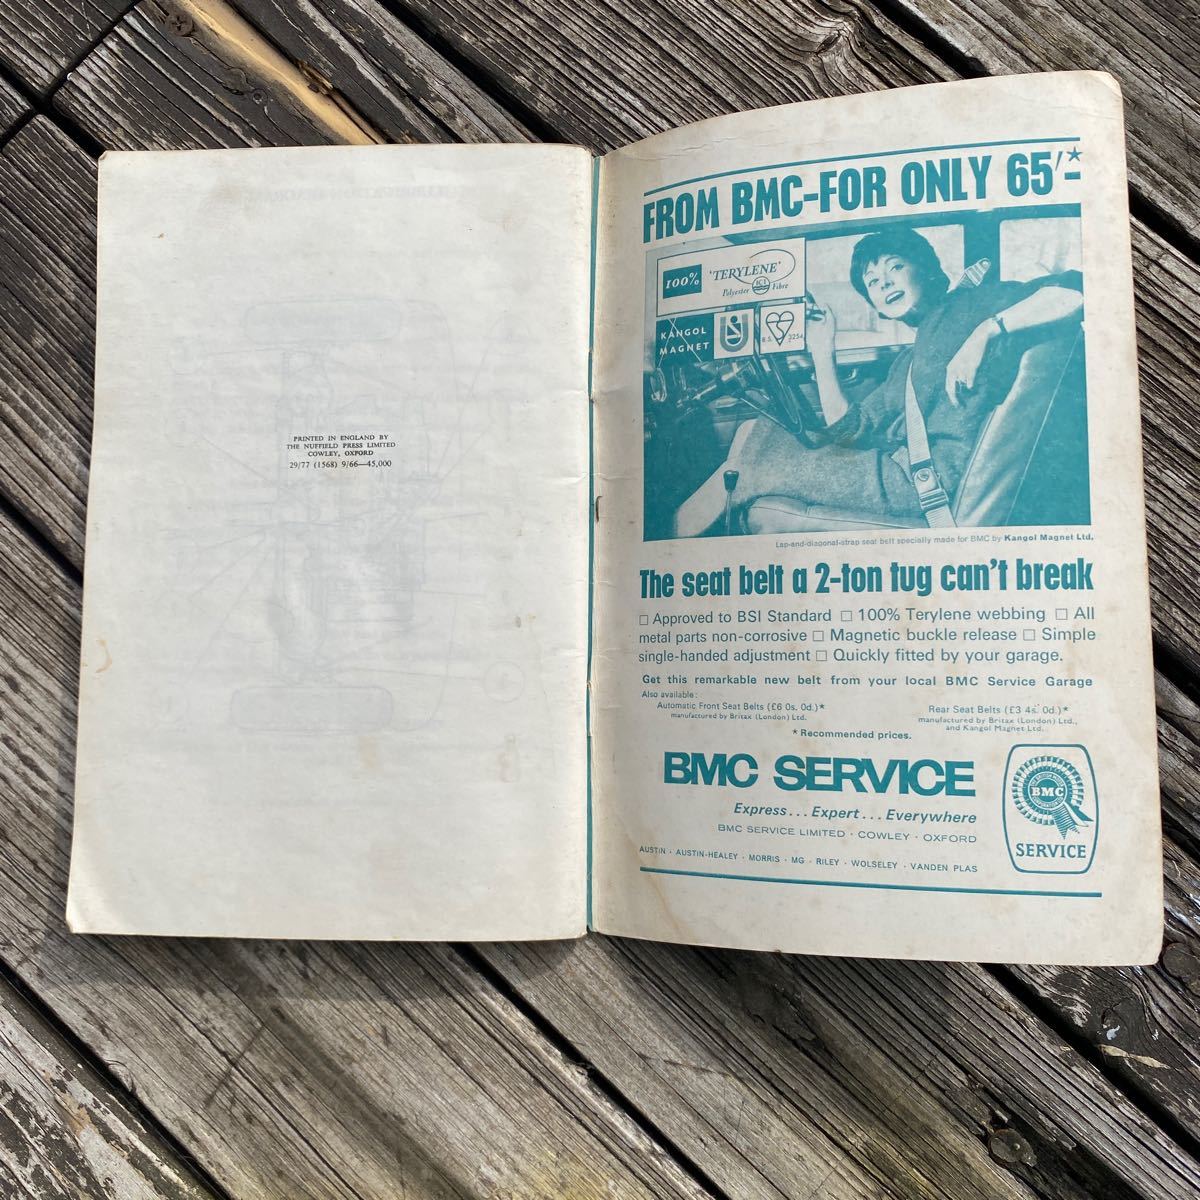 PRINTED IN ENGLAND BY
THE NUFFIELD PRESS LIMITED
COWLEY, OXFORD
29/77 (1568) 9/66—45,000
FROM BMC-FOR ONLY 65/-*
100% 'TERYLENE'
Polyester ICI Fibre
KANGOL
MAGNET
B.S. 3254
Lap-and-diagonal-strap seat belt specially made for BMC by Kangol Magnet Ltd.
The seat belt a 2-ton tug can't break
□ Approved to BSI Standard □ 100% Terylene webbing □ All
metal parts non-corrosive □ Magnetic buckle release □ Simple
single-handed adjustment □ Quickly fitted by your garage.
Get this remarkable new belt from your local BMC Service Garage
Also available:
Automatic Front Seat Belts (£6 0s. 0d.)*
manufactured by Britax (London) Ltd.
Rear Seat Belts (£3 4s. 0d.)*
manufactured by Britax (London) Ltd.,
and Kangol Magnet Ltd.
* Recommended prices.
BMC SERVICE
Express... Expert... Everywhere
BMC SERVICE LIMITED · COWLEY · OXFORD
AUSTIN · AUSTIN-HEALEY · MORRIS · MG · RILEY · WOLSELEY · VANDEN PLAS
BMC
SERVICE